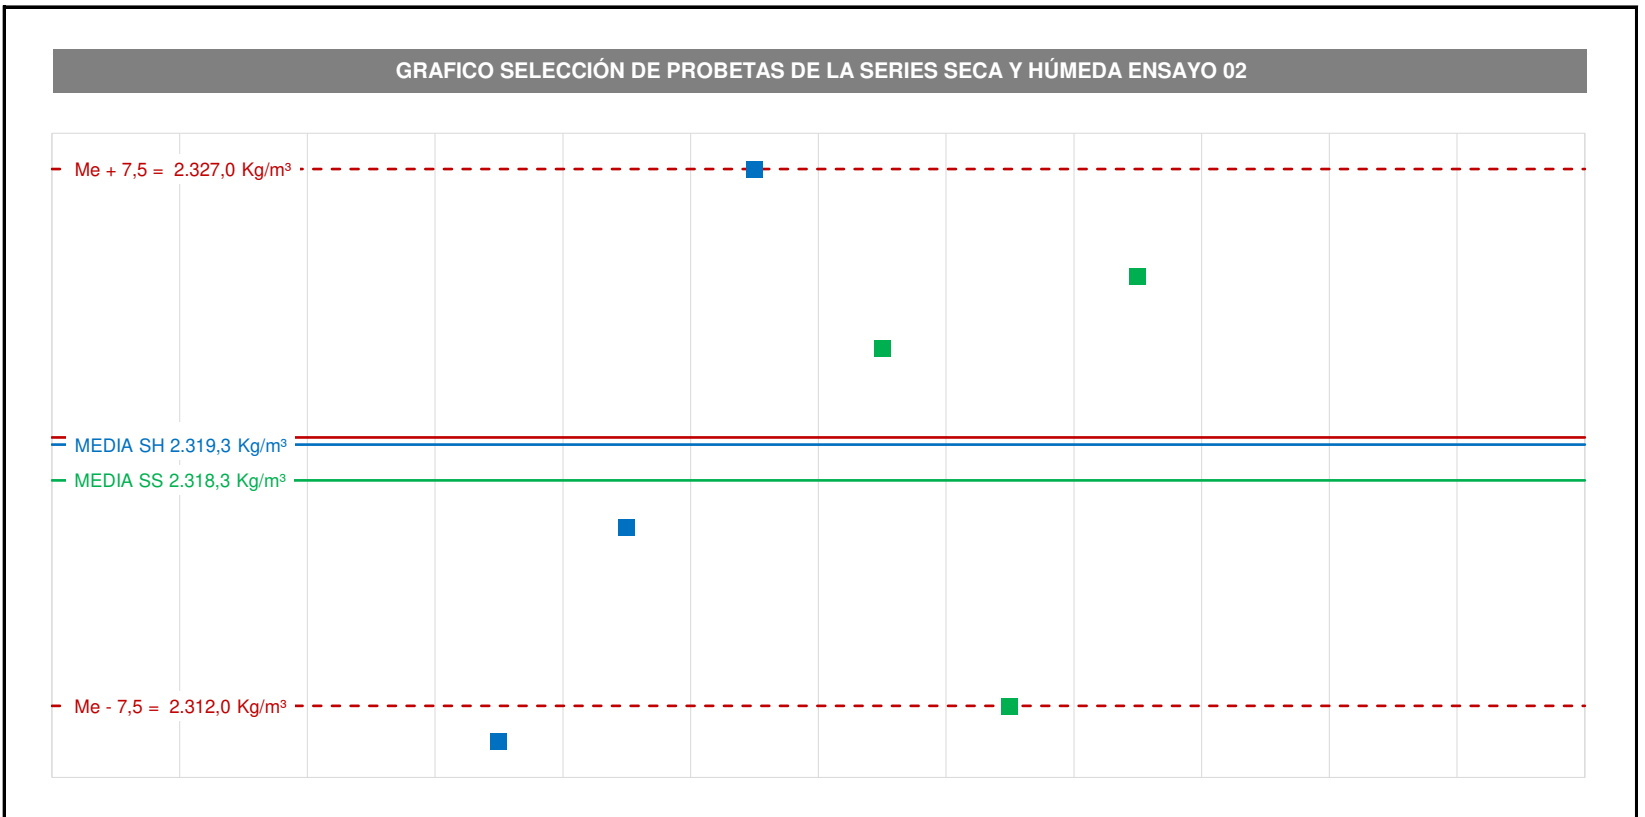 GRAFICO SELECCIÓN DE PROBETAS DE LA SERIES SECA Y HÚMEDA ENSAYO 02
Me + 7,5 = 2.327,0 Kg/m³
MEDIA SH 2.319,3 Kg/m³
MEDIA SS 2.318,3 Kg/m³
Me - 7,5 = 2.312,0 Kg/m³